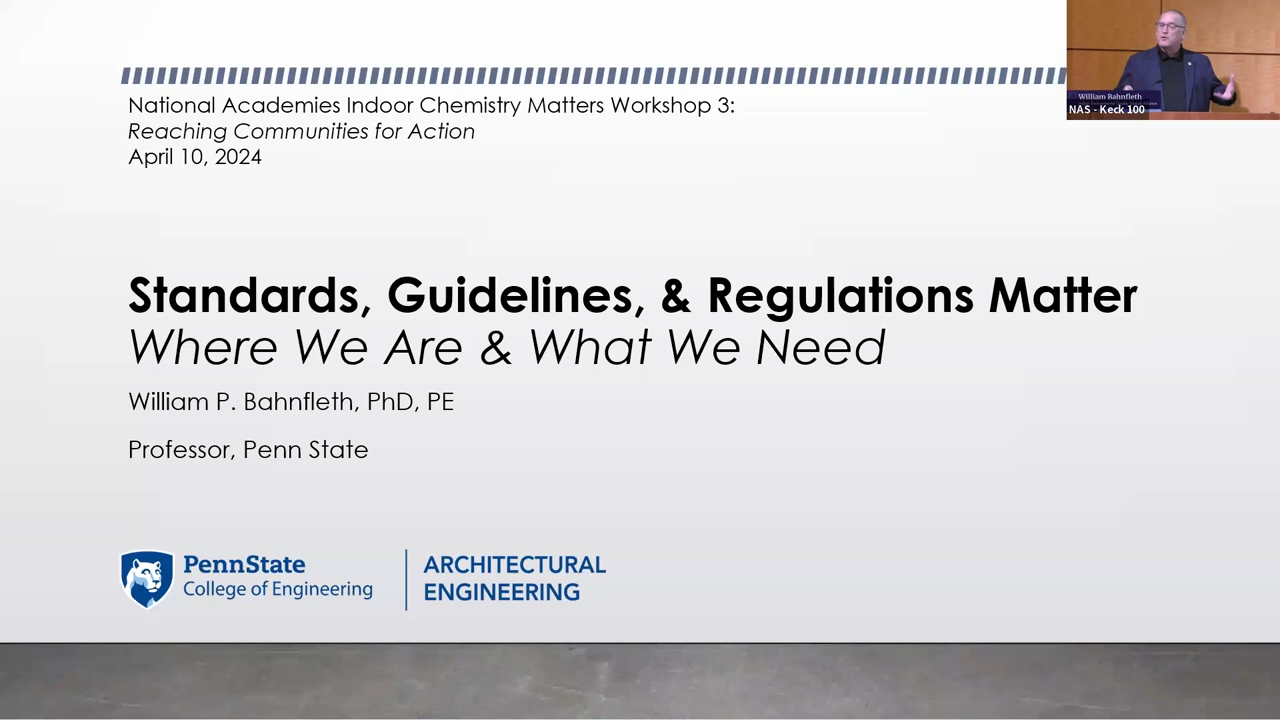 National Academies Indoor Chemistry Matters Workshop 3:
Reaching Communities for Action
April 10, 2024
William Bahnfleth
NAS - Keck 100
Standards, Guidelines, & Regulations Matter
Where We Are & What We Need
William P. Bahnfleth, PhD, PE
Professor, Penn State
PennState
College of Engineering
ARCHITECTURAL
ENGINEERING